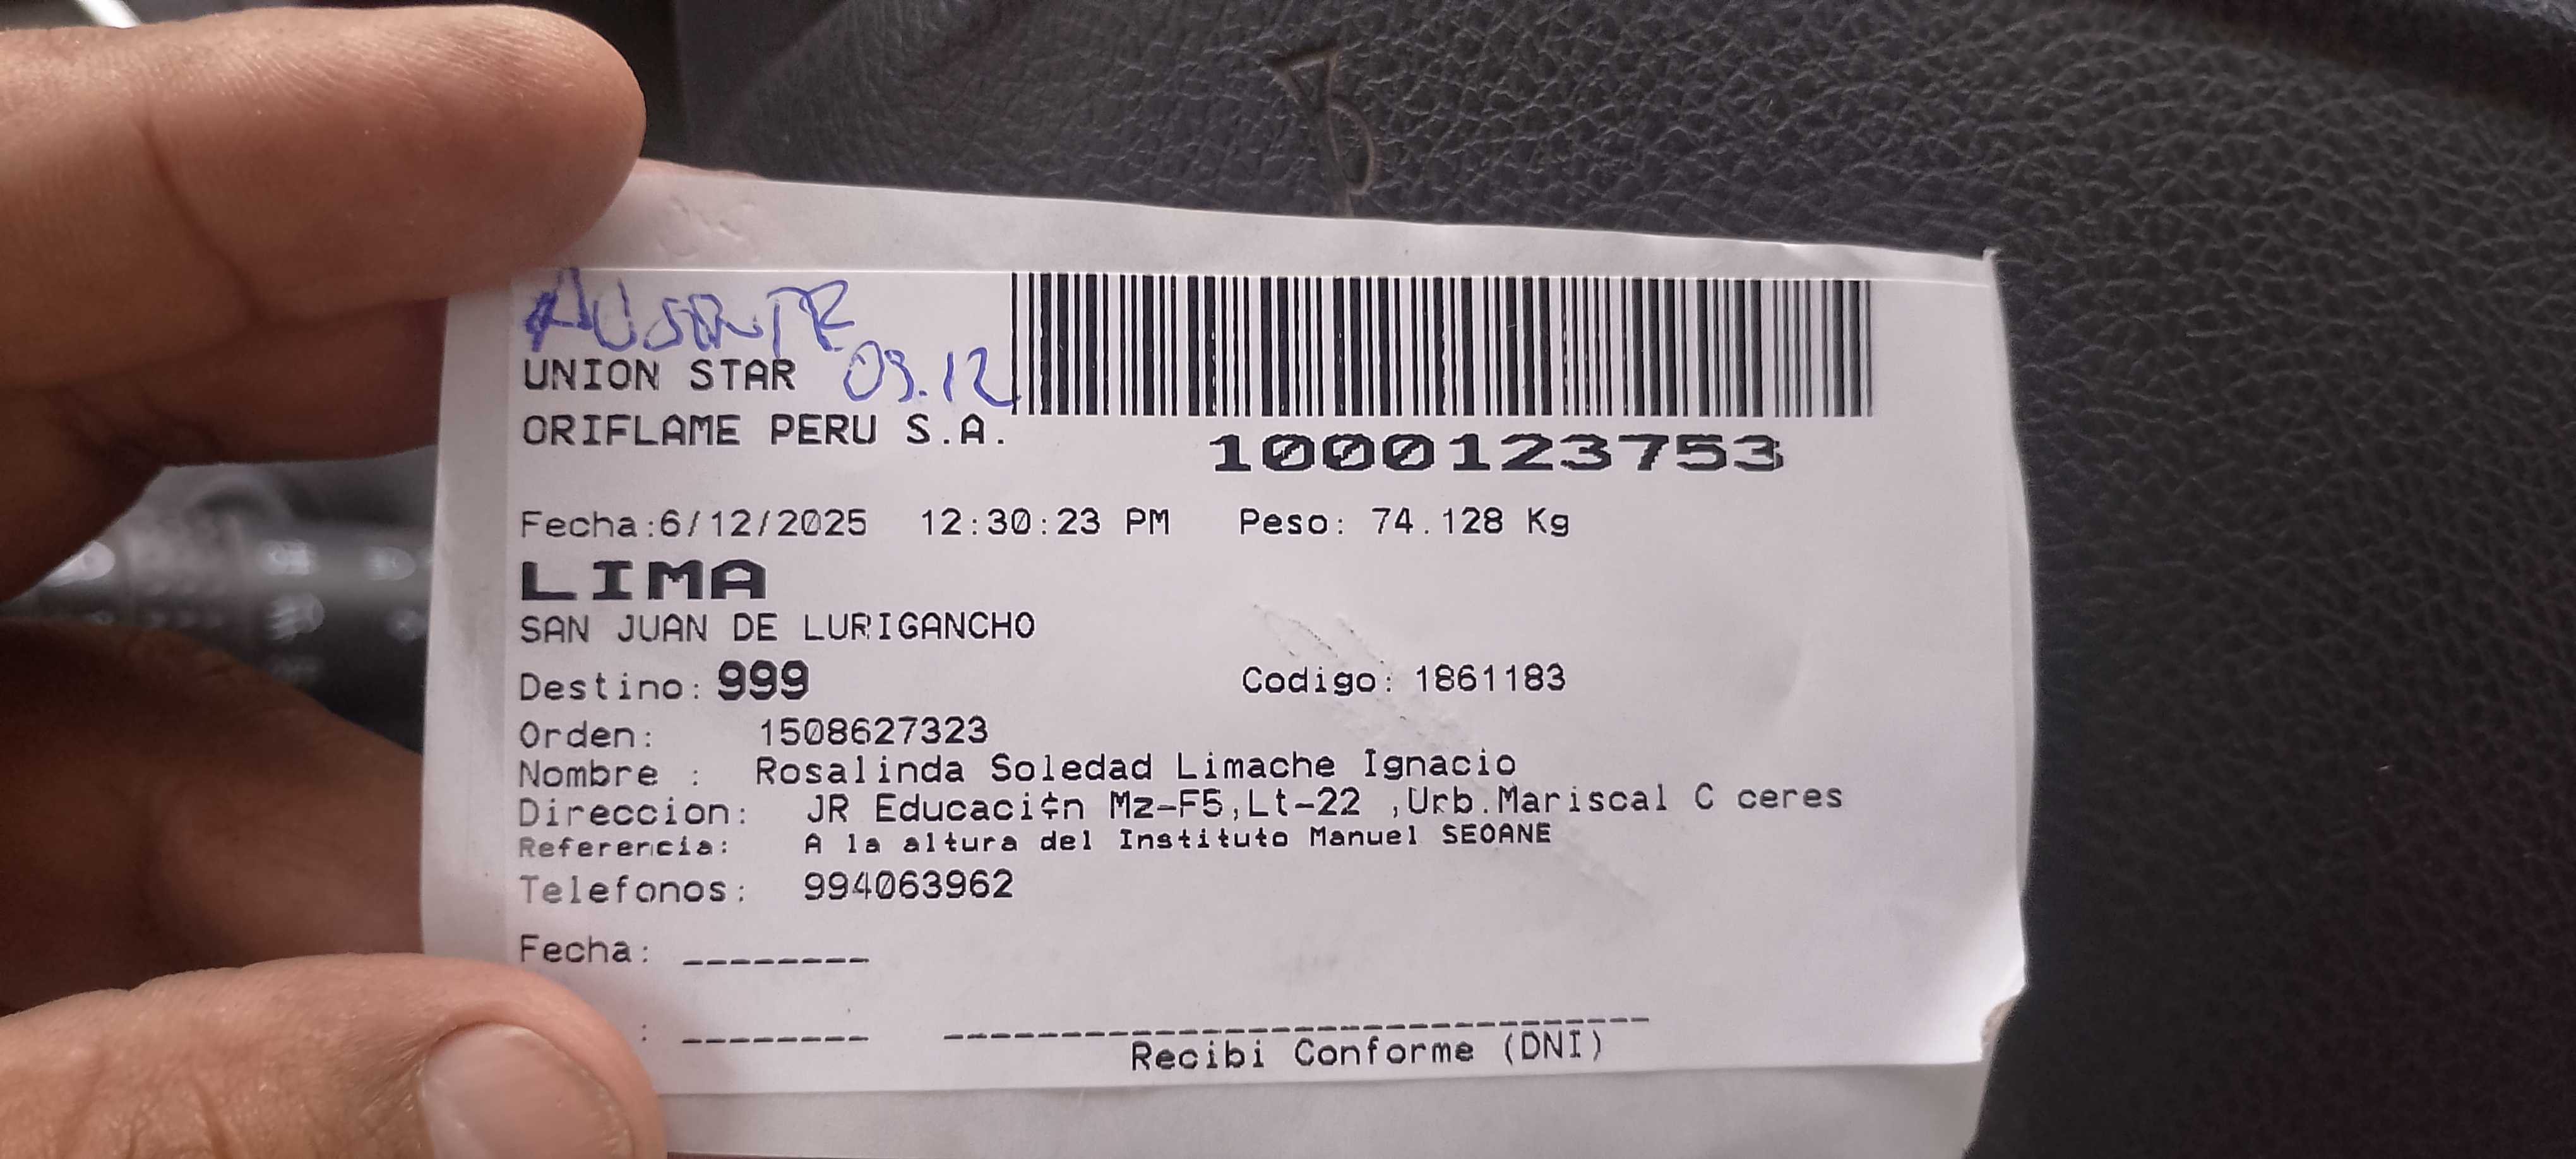 AUSENTE
UNION STAR 03.12
ORIFLAME PERU S.A.
1000123753
Fecha:6/12/2025 12:30:23 PM Peso: 74.128 Kg
LIMA
SAN JUAN DE LURIGANCHO
Destino: 999 Codigo: 1861183
Orden: 1508627323
Nombre : Rosalinda Soledad Limache Ignacio
Direccion: JR Educaci¢n Mz-F5,Lt-22 ,Urb.Mariscal C ceres
Referencia: A la altura del Instituto Manuel SEOANE
Telefonos: 994063962
Fecha: --------
: -------- ------------------------------
Recibi Conforme (DNI)